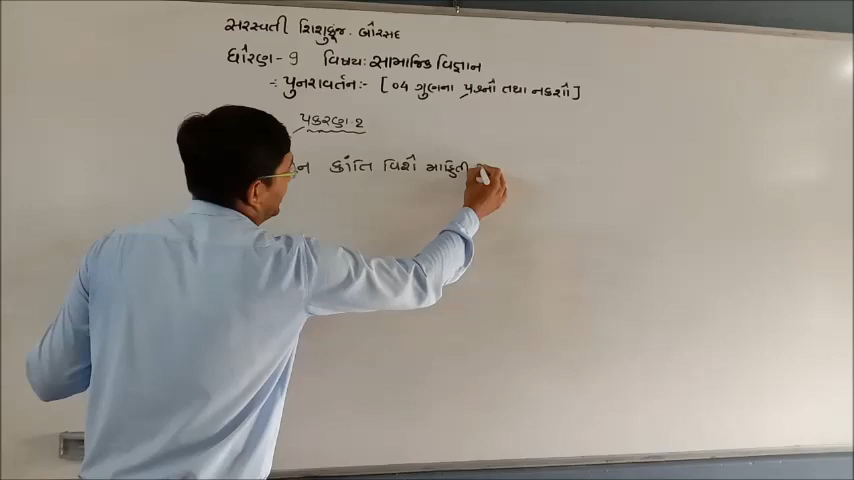 સરસ્વતી શિશુકુંજ. બોરસદ
ધોરણ - 9 વિષય: સામાજિક વિજ્ઞાન
-: પુનરાવર્તન:- [04 ગુણના પ્રશ્નો તથા નકશો]
પ્રકરણ: 2
ન ક્રાંતિ વિશે માહિતી